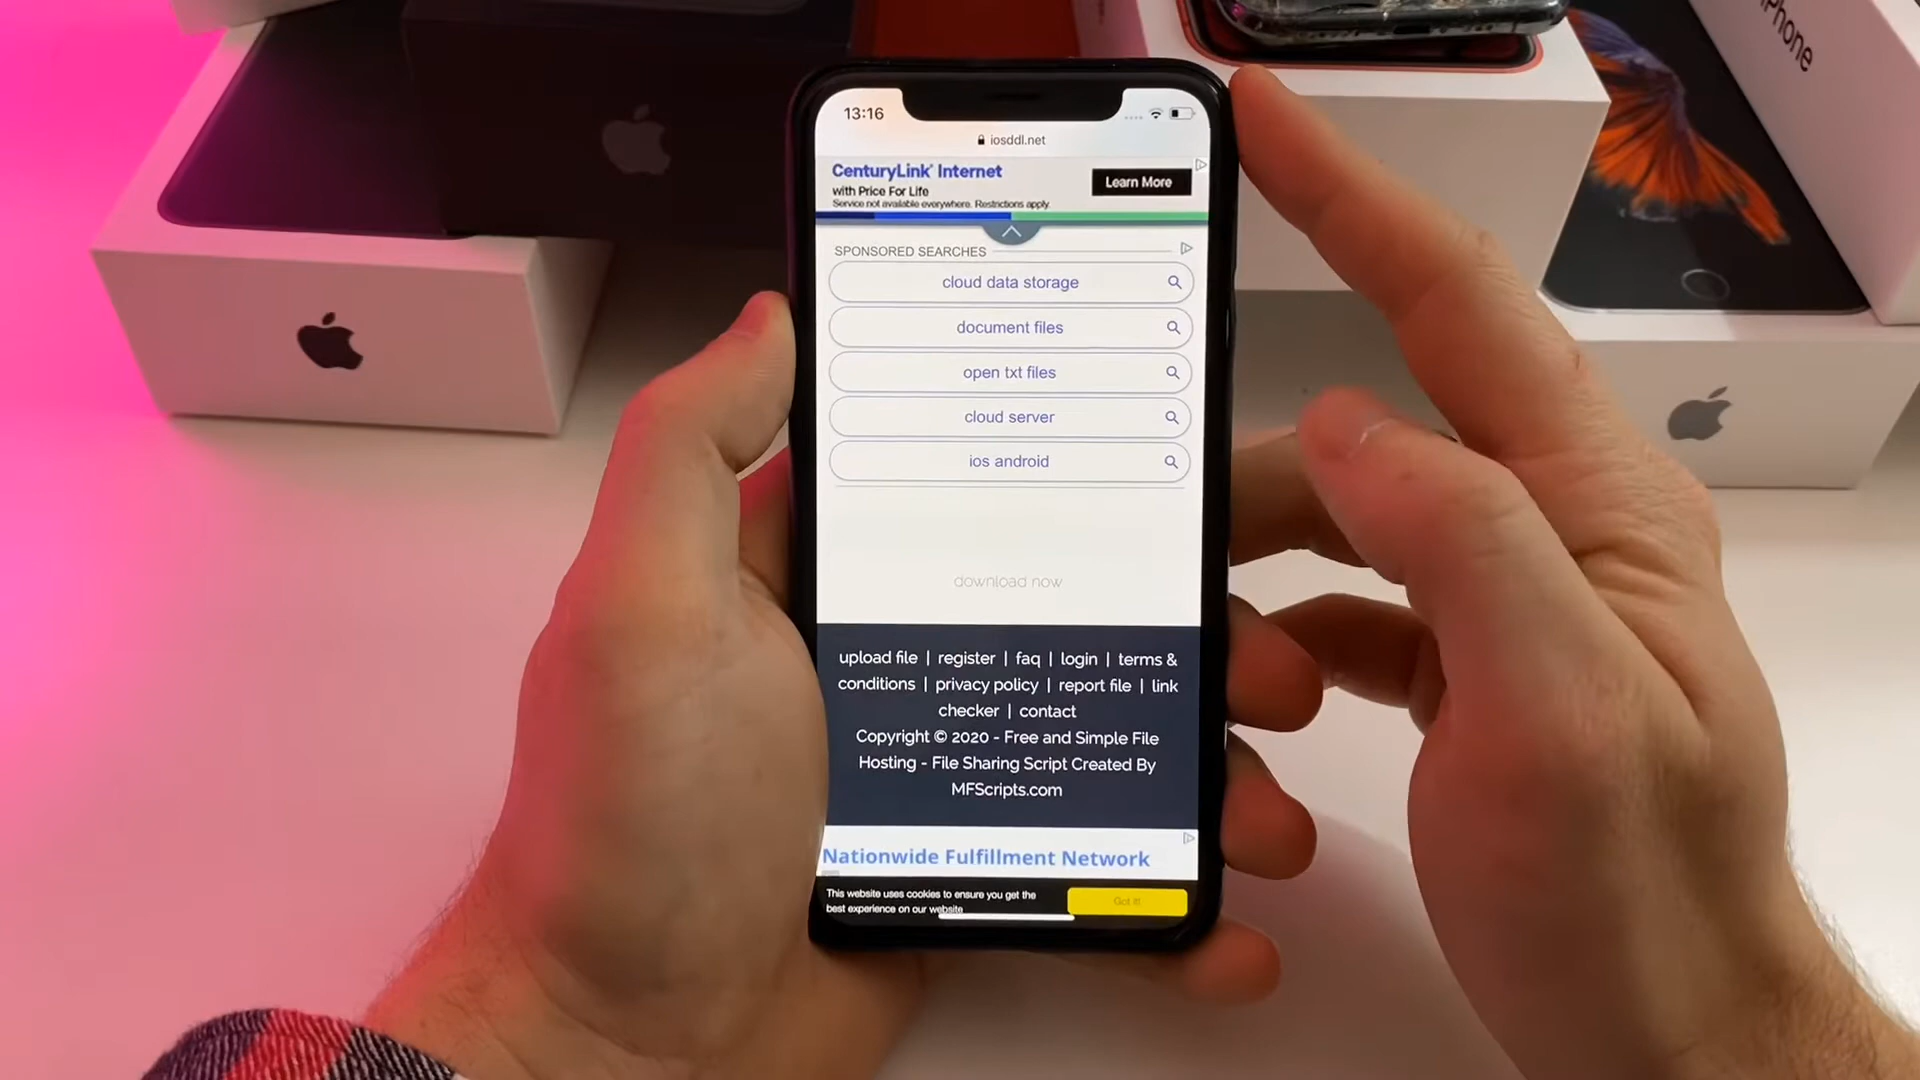 iPhone
13:16
iosddl.net
CenturyLink® Internet
with Price For Life
Service not available everywhere. Restrictions apply.
Learn More
SPONSORED SEARCHES
cloud data storage
document files
open txt files
cloud server
ios android
download now
upload file | register | faq | login | terms &
conditions | privacy policy | report file | link
checker | contact
Copyright © 2020 - Free and Simple File
Hosting - File Sharing Script Created By
MFScripts.com
Nationwide Fulfillment Network
This website uses cookies to ensure you get the
best experience on our website
Got it!